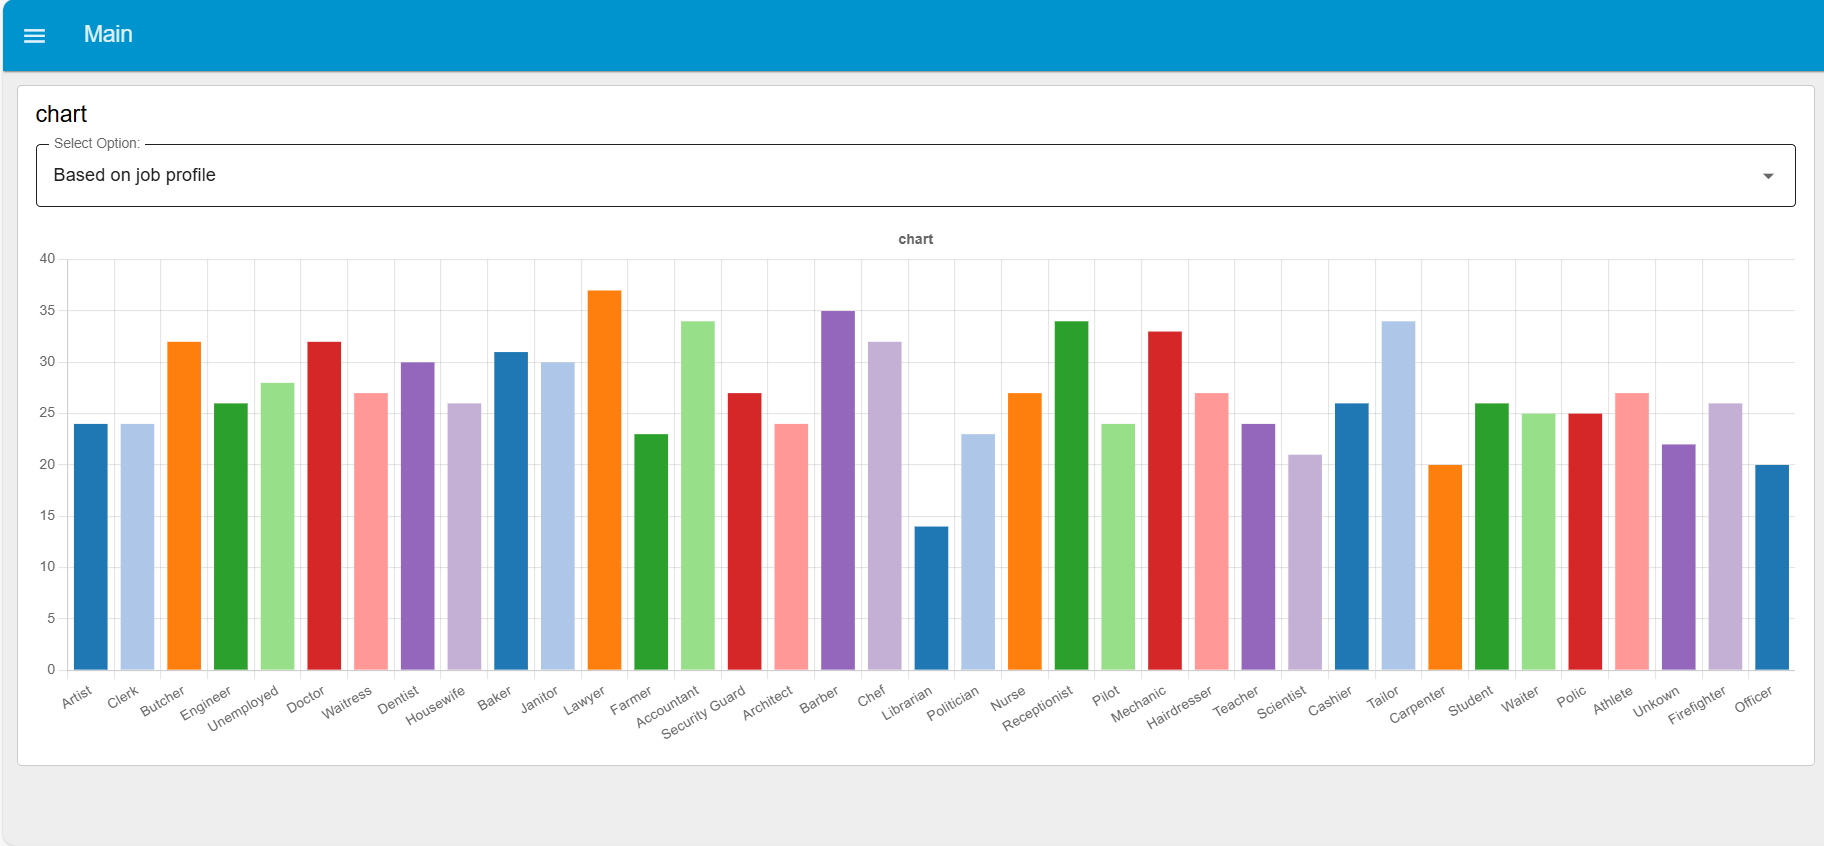 Main
chart
Select Option:
Based on job profile
chart
40
35
30
25
20
15
10
5
0
Artist
Clerk
Butcher
Engineer
Unemployed
Doctor
Waitress
Dentist
Housewife
Baker
Janitor
Lawyer
Farmer
Accountant
Security Guard
Architect
Barber
Chef
Librarian
Politician
Nurse
Receptionist
Pilot
Mechanic
Hairdresser
Teacher
Scientist
Cashier
Tailor
Carpenter
Student
Waiter
Polic
Athlete
Unkown
Firefighter
Officer